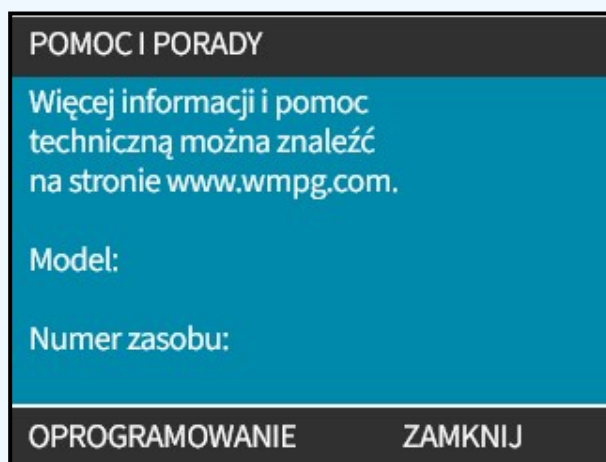 POMOC I PORADY
Więcej informacji i pomoc
techniczną można znaleźć
na stronie www.wmpg.com.
Model:
Numer zasobu:
OPROGRAMOWANIE ZAMKNIJ